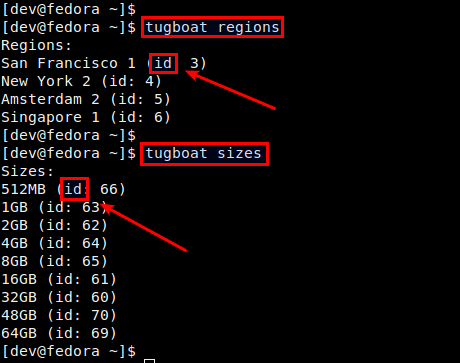 [dev@fedora ~]$
[dev@fedora ~]$ tugboat regions
Regions:
San Francisco 1 (id 3)
New York 2 (id: 4)
Amsterdam 2 (id: 5)
Singapore 1 (id: 6)
[dev@fedora ~]$
[dev@fedora ~]$ tugboat sizes
Sizes:
512MB (id: 66)
1GB (id: 63)
2GB (id: 62)
4GB (id: 64)
8GB (id: 65)
16GB (id: 61)
32GB (id: 60)
48GB (id: 70)
64GB (id: 69)
[dev@fedora ~]$